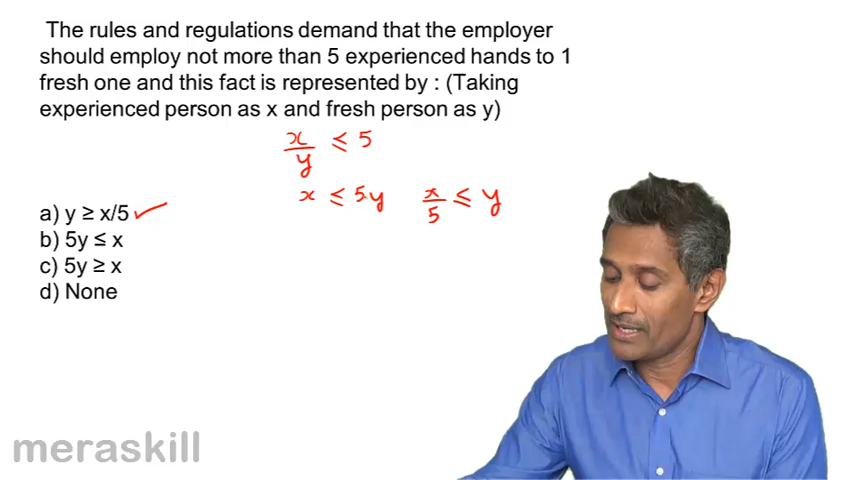 The rules and regulations demand that the employer
should employ not more than 5 experienced hands to 1
fresh one and this fact is represented by : (Taking
experienced person as x and fresh person as y)
x/y ≤ 5
x ≤ 5y   x/5 ≤ y
a) y ≥ x/5 ✓
b) 5y ≤ x
c) 5y ≥ x
d) None
meraskill